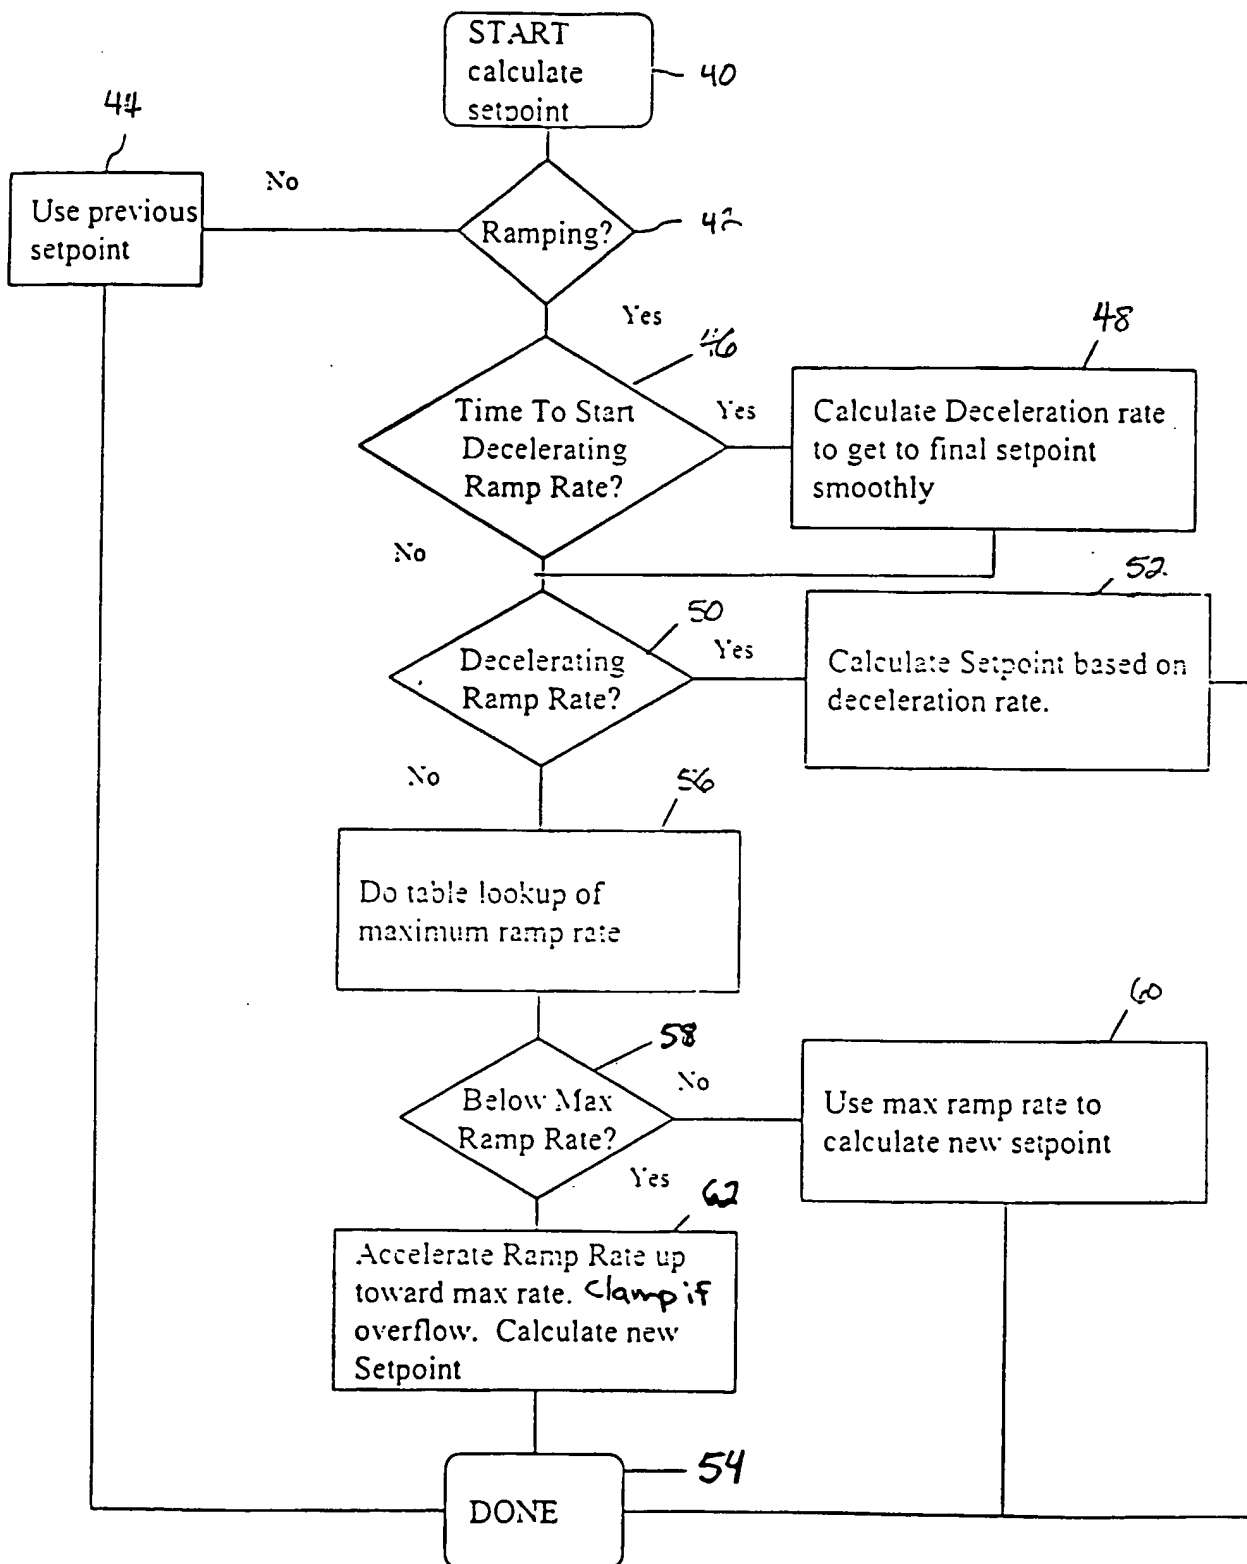 START
calculate
setpoint
40
44
No
Use previous
setpoint
Ramping?
42
Yes
46
48
Time To Start
Decelerating
Ramp Rate?
Yes
Calculate Deceleration rate
to get to final setpoint
smoothly
No
52
50
Decelerating
Ramp Rate?
Yes
Calculate Setpoint based on
deceleration rate.
No
56
Do table lookup of
maximum ramp rate
60
58
Below Max
Ramp Rate?
No
Use max ramp rate to
calculate new setpoint
Yes
62
Accelerate Ramp Rate up
toward max rate. Clamp if
overflow. Calculate new
Setpoint
54
DONE